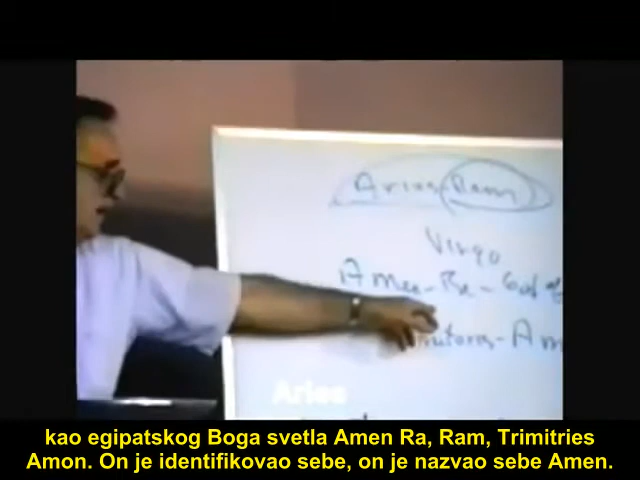 Aries (Ram)
Virgo
Amen-Ra - God of
Am
Aries
kao egipatskog Boga svetla Amen Ra, Ram, Trimitries
Amon. On je identifikovao sebe, on je nazvao sebe Amen.